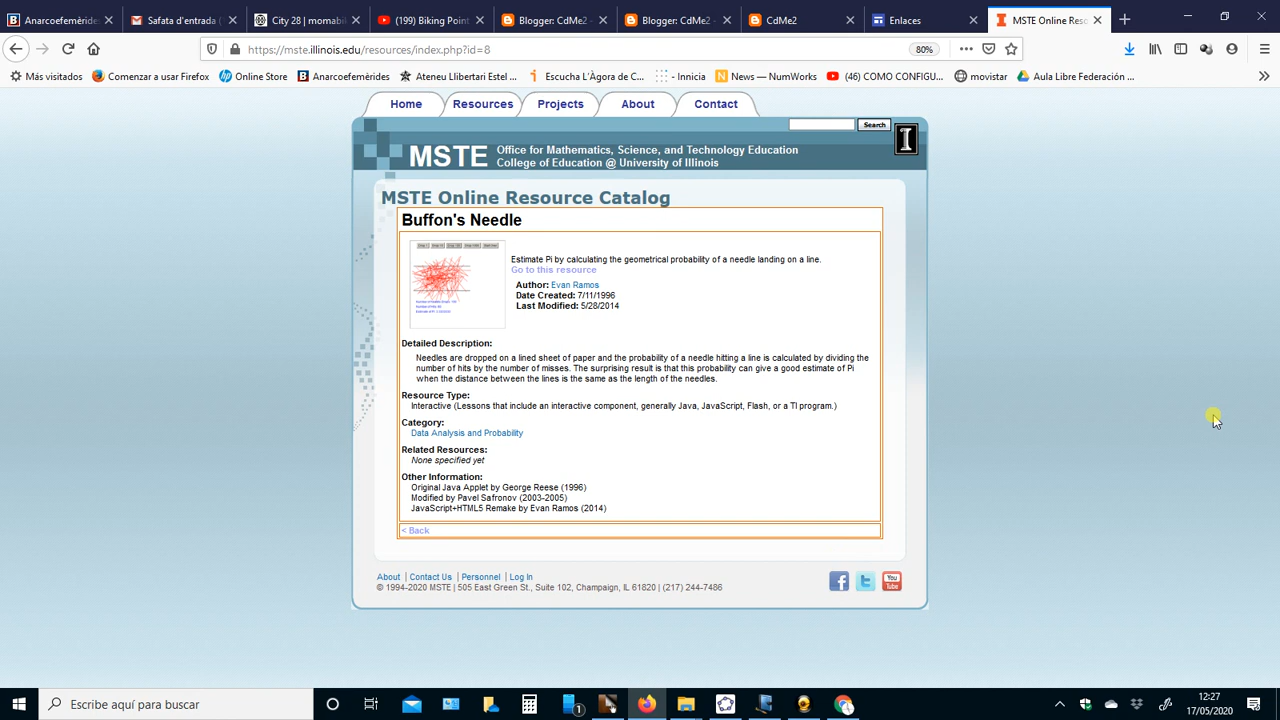 Anarcoefemèrides
Safata d'entrada (
City 2020 momabil
(199) Biking Point
Blogger: CdMe2
Blogger: CdMe2 -
CdMe2
Enlaces
MSTE Online Resc
https://mste.illinois.edu/resources/index.php?id=8
80%
Más visitados
Comenzar a usar Firefox
Online Store
Anarcoefemèrides
Ateneu Llibertari Estel ...
Escucha L'Àgora de C...
- Innicia
News — NumWorks
(46) COMO CONFIGU...
movistar
Aula Libre Federación ...
Home
Resources
Projects
About
Contact
Search
MSTE
Office for Mathematics, Science, and Technology Education
College of Education @ University of Illinois
MSTE Online Resource Catalog
Buffon's Needle
Estimate Pi by calculating the geometrical probability of a needle landing on a line.
Go to this resource
Author: Evan Ramos
Date Created: 7/11/1996
Last Modified: 5/28/2014
Detailed Description:
Needles are dropped on a lined sheet of paper and the probability of a needle hitting a line is calculated by dividing the
number of hits by the number of misses. The surprising result is that this probability can give a good estimate of Pi
when the distance between the lines is the same as the length of the needles.
Resource Type:
Interactive (Lessons that include an interactive component, generally Java, JavaScript, Flash, or a TI program.)
Category:
Data Analysis and Probability
Related Resources:
None specified yet
Other Information:
Original Java Applet by George Reese (1996)
Modified by Pavel Safronov (2003-2005)
JavaScript+HTML5 Remake by Evan Ramos (2014)
< Back
About | Contact Us | Personnel | Log In
© 1994-2020 MSTE | 505 East Green St., Suite 102, Champaign, IL 61820 | (217) 244-7486
You
Tube
Escribe aquí para buscar
1
12:27
17/05/2020